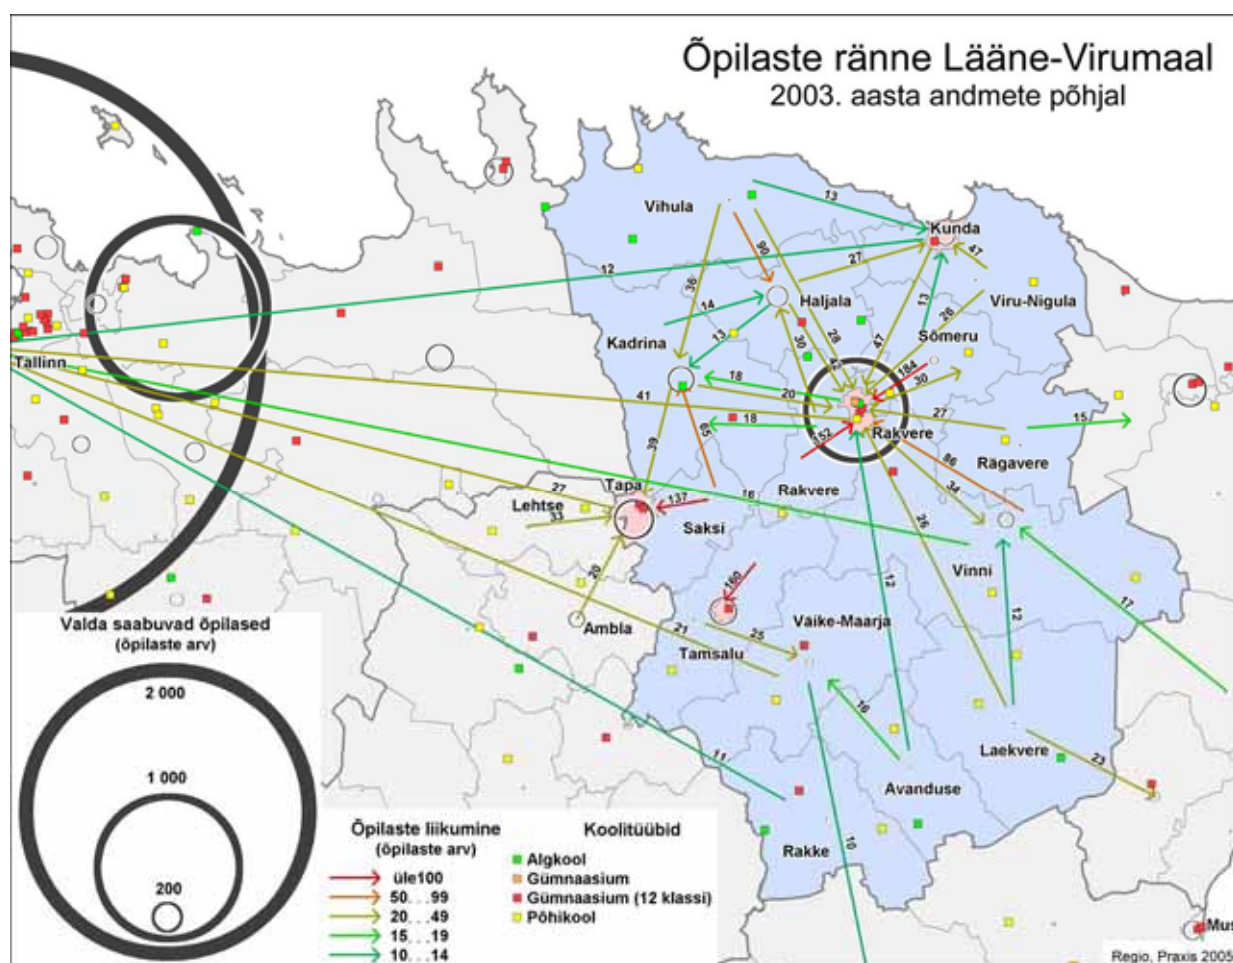 Õpilaste ränne Lääne-Virumaal
2003. aasta andmete põhjal
Vihula
13
Kunda
90
47
12
27
36
14
Haljala
13
Viru-Nigula
26
Kadrina
13
30
28
47
Sõmeru
Tallinn
42
184
30
18
20
41
18
27
15
Rakvere
152
65
86
Rägavere
39
34
Tapa
27
137
16
Rakvere
Lehtse
33
Saksi
26
Vinni
20
160
12
12
17
Valda saabuvad õpilased
(õpilaste arv)
Ambla
21
25
Väike-Maarja
Tamsalu
2 000
16
11
Laekvere
23
1 000
Avanduse
10
Rakke
200
Õpilaste liikumine
(õpilaste arv)
üle100
50...99
20...49
15...19
10...14
Koolitüübid
Algkool
Gümnaasium
Gümnaasium (12 klassi)
Põhikool
Mus
Regio, Praxis 2005